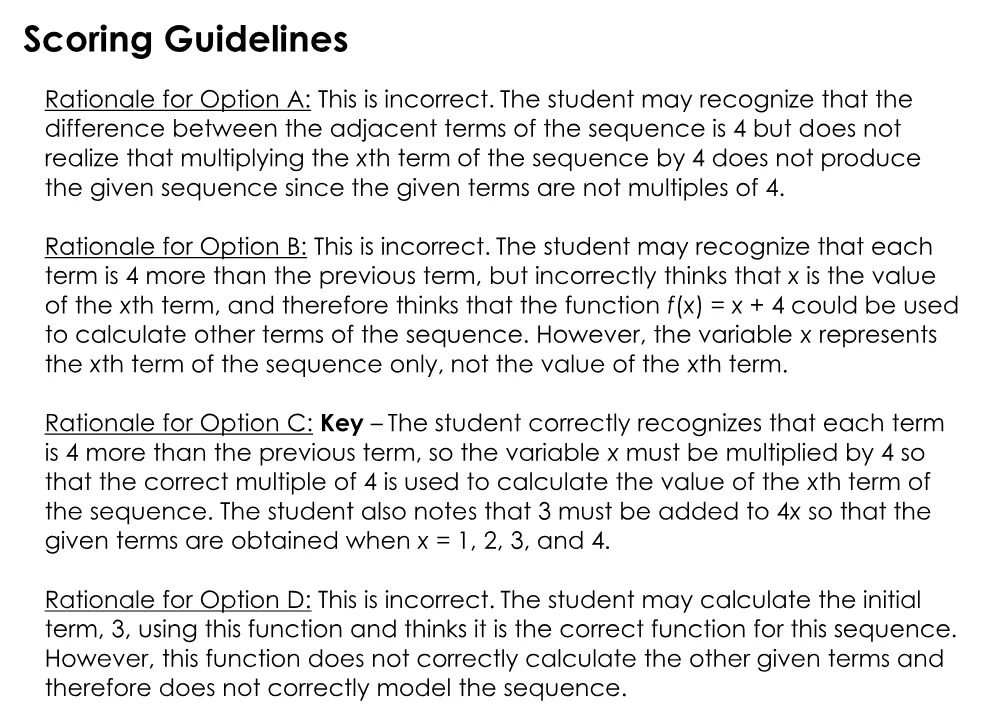 Scoring Guidelines
Rationale for Option A: This is incorrect. The student may recognize that the
difference between the adjacent terms of the sequence is 4 but does not
realize that multiplying the xth term of the sequence by 4 does not produce
the given sequence since the given terms are not multiples of 4.
Rationale for Option B: This is incorrect. The student may recognize that each
term is 4 more than the previous term, but incorrectly thinks that x is the value
of the xth term, and therefore thinks that the function f(x) = x + 4 could be used
to calculate other terms of the sequence. However, the variable x represents
the xth term of the sequence only, not the value of the xth term.
Rationale for Option C: Key – The student correctly recognizes that each term
is 4 more than the previous term, so the variable x must be multiplied by 4 so
that the correct multiple of 4 is used to calculate the value of the xth term of
the sequence. The student also notes that 3 must be added to 4x so that the
given terms are obtained when x = 1, 2, 3, and 4.
Rationale for Option D: This is incorrect. The student may calculate the initial
term, 3, using this function and thinks it is the correct function for this sequence.
However, this function does not correctly calculate the other given terms and
therefore does not correctly model the sequence.